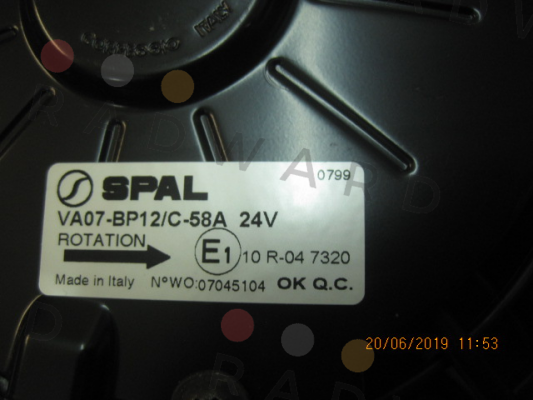 ITALY
SPAL
0799
VA07-BP12/C-58A 24V
ROTATION
E1 10 R-04 7320
Made in Italy N°WO:07045104 OK Q.C.
20/06/2019 11:53